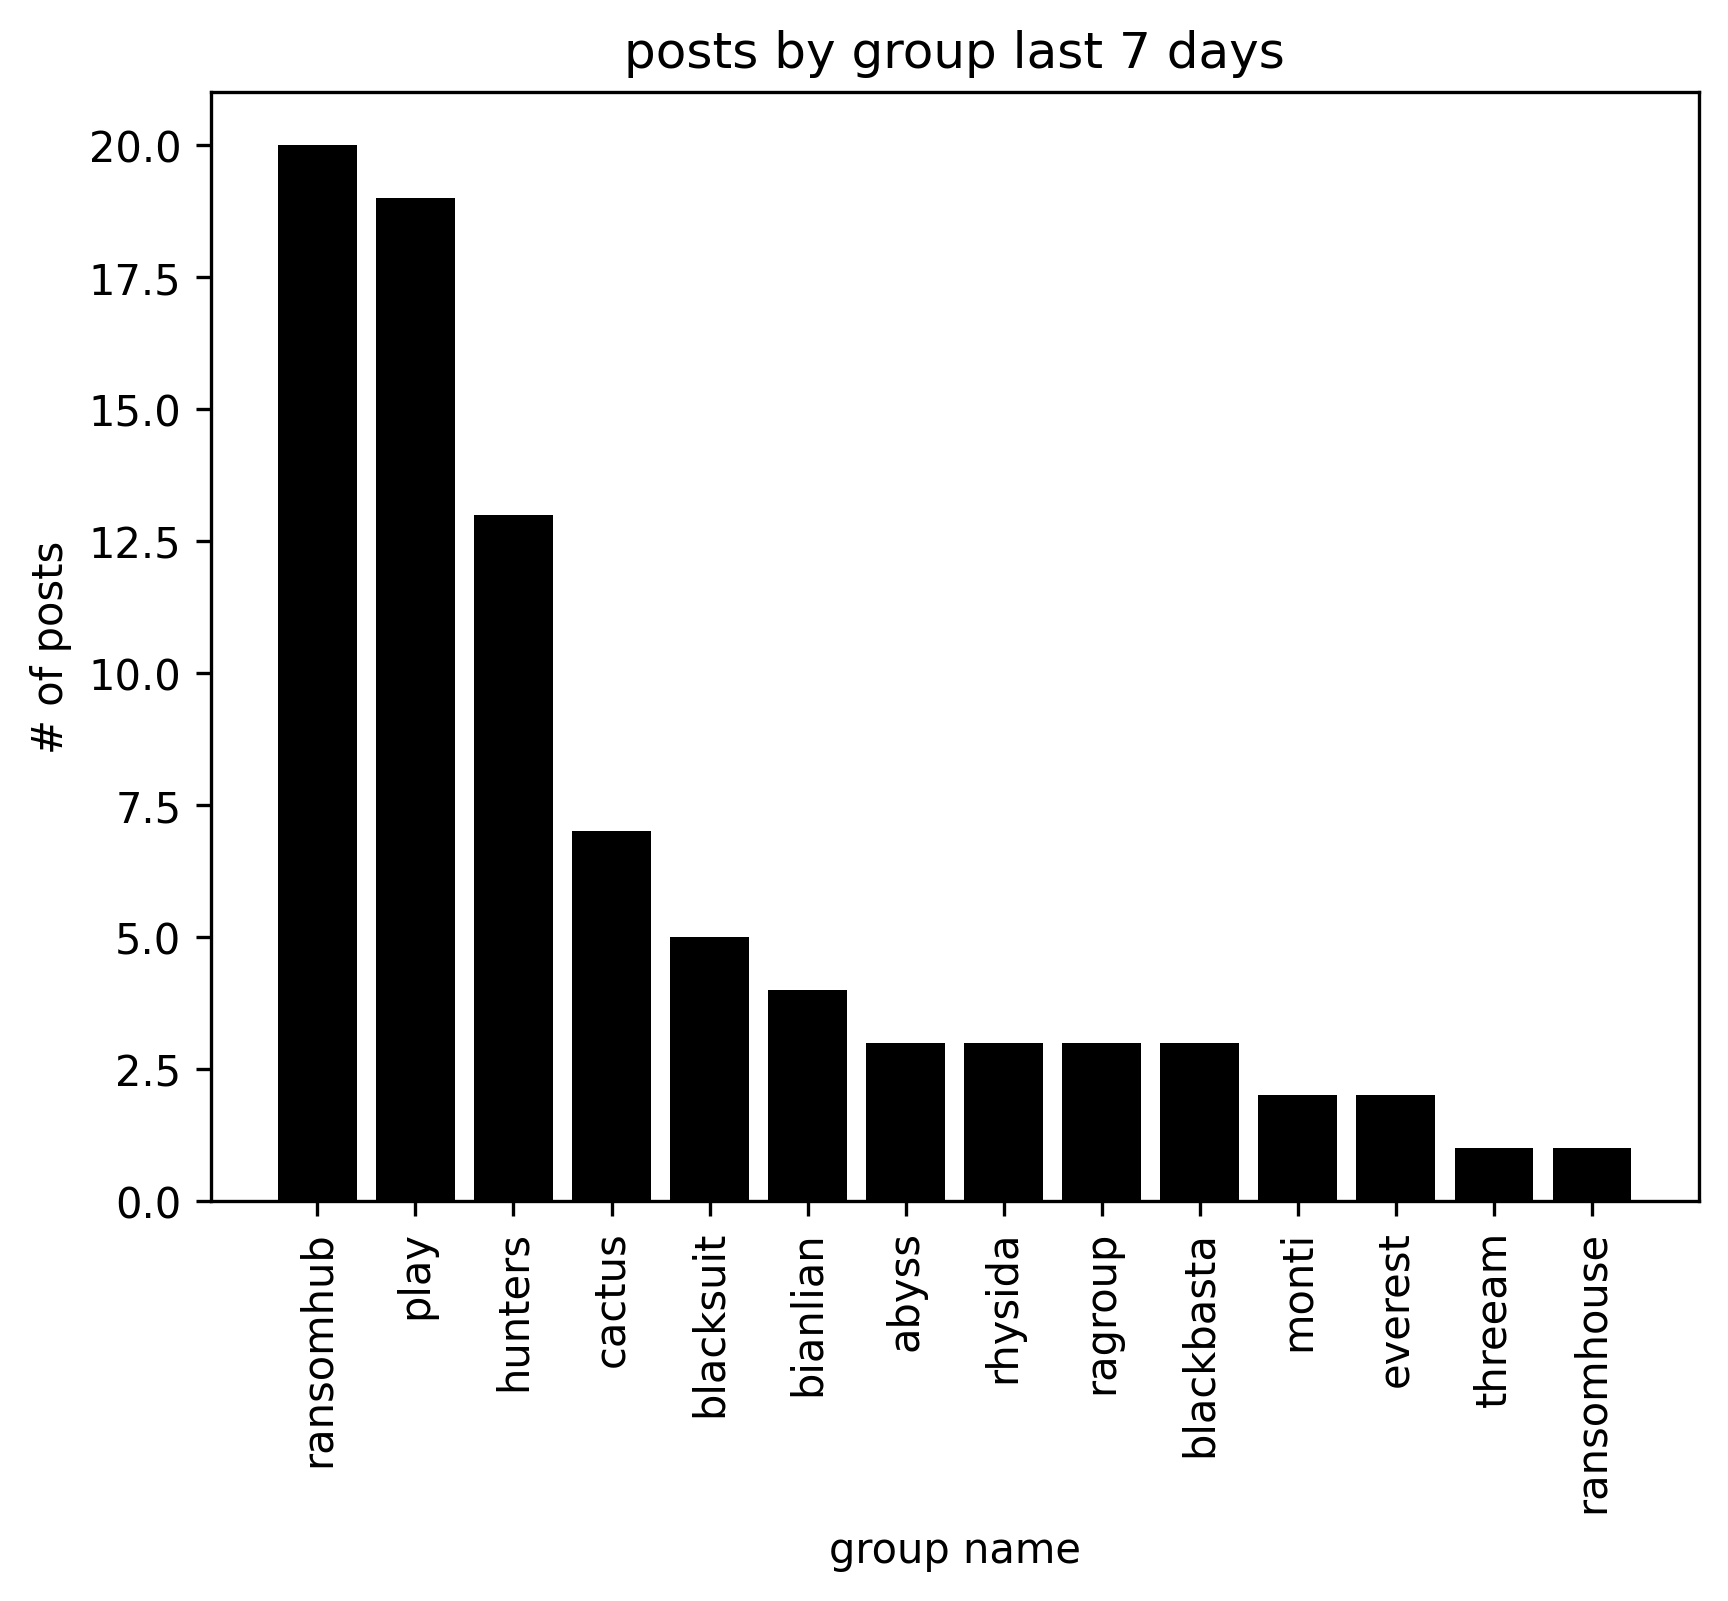 posts by group last 7 days
# of posts
20.0
17.5
15.0
12.5
10.0
7.5
5.0
2.5
0.0
ransomhub
play
hunters
cactus
blacksuit
bianlian
abyss
rhysida
ragroup
blackbasta
monti
everest
threeam
ransomhouse
group name